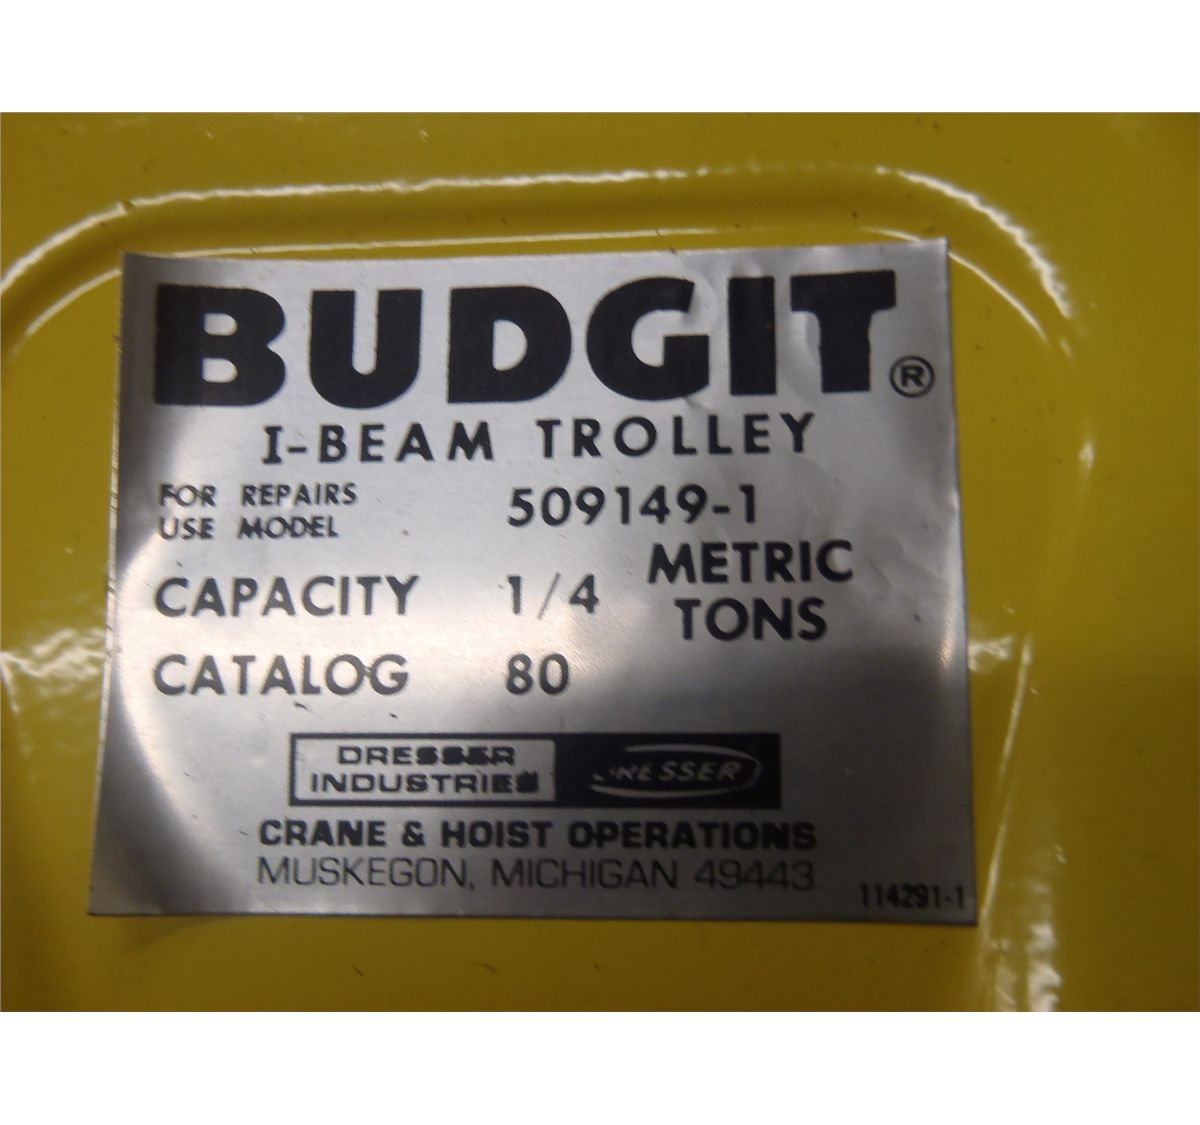 BUDGIT®
I-BEAM TROLLEY
FOR REPAIRS
USE MODEL 509149-1
CAPACITY 1/4 METRIC TONS
CATALOG 80
DRESSER
INDUSTRIES
DRESSER
CRANE & HOIST OPERATIONS
MUSKEGON, MICHIGAN 49443
114291-1